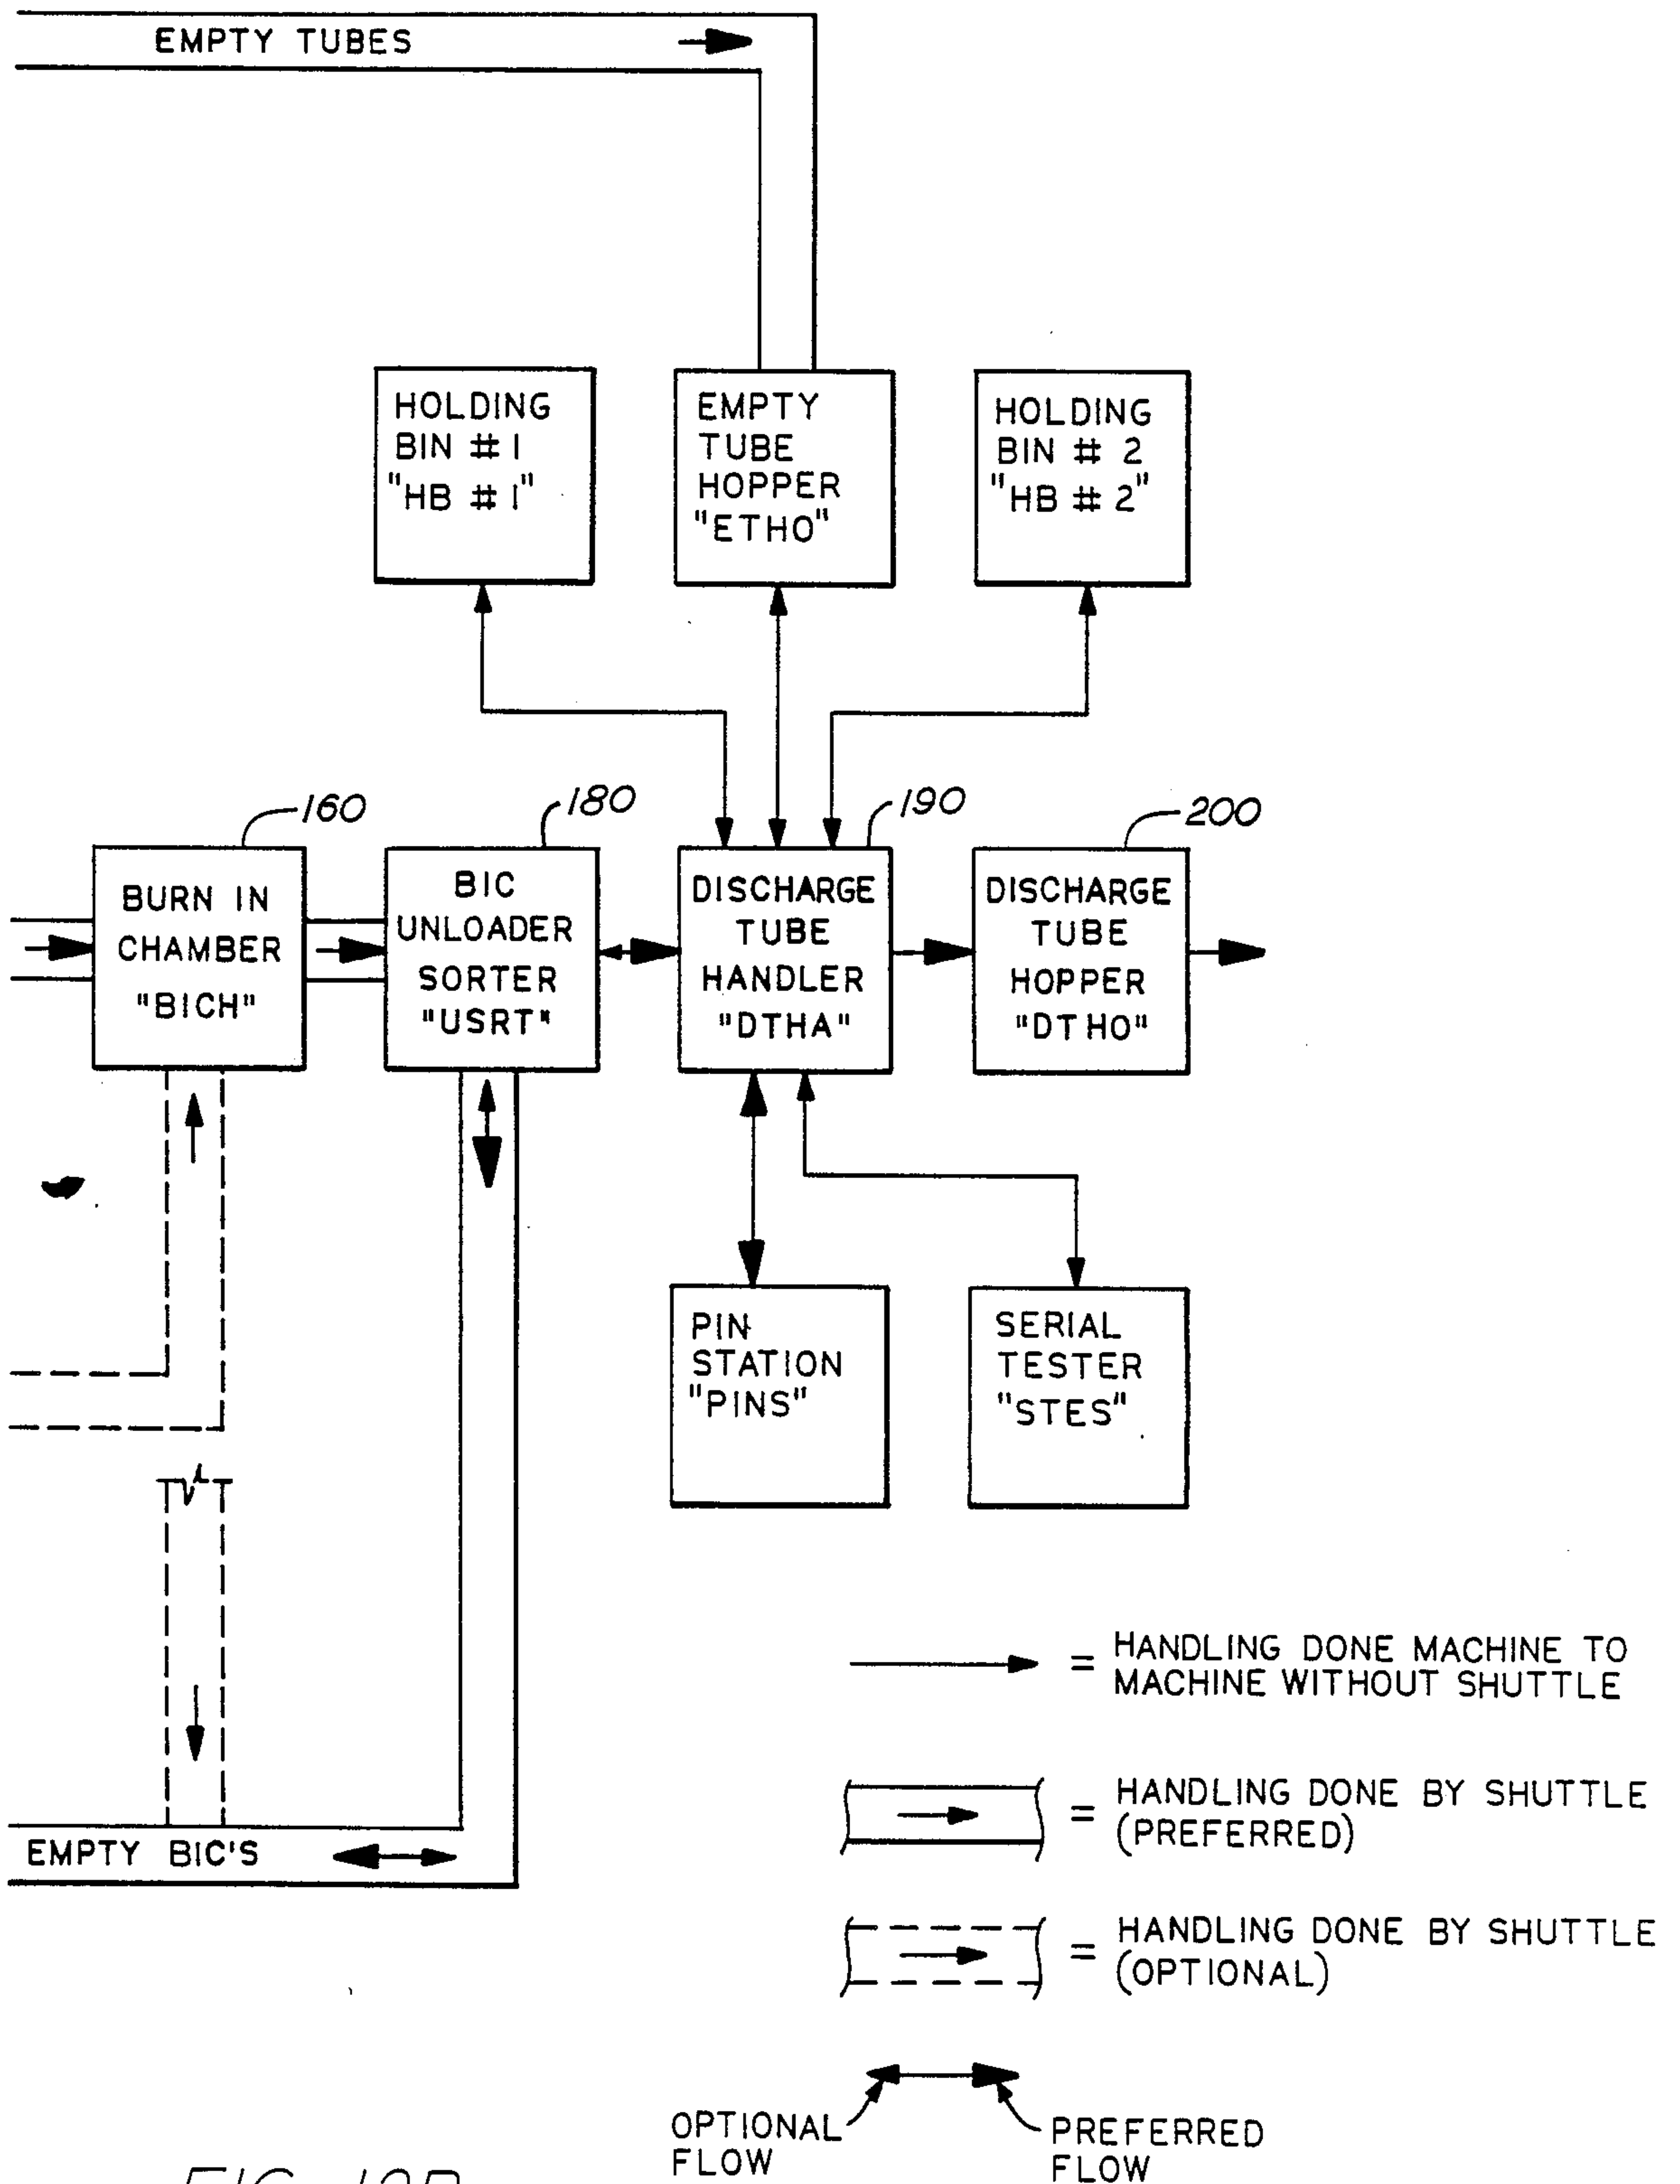 EMPTY TUBES
HOLDING
BIN # 1
"HB # 1"
EMPTY
TUBE
HOPPER
"ETHO"
HOLDING
BIN # 2
"HB # 2"
160
180
190
200
BURN IN
CHAMBER
"BICH"
BIC
UNLOADER
SORTER
"USRT"
DISCHARGE
TUBE
HANDLER
"DTHA"
DISCHARGE
TUBE
HOPPER
"DTHO"
PIN
STATION
"PINS"
SERIAL
TESTER
"STES"
= HANDLING DONE MACHINE TO
MACHINE WITHOUT SHUTTLE
= HANDLING DONE BY SHUTTLE
(PREFERRED)
EMPTY BIC'S
= HANDLING DONE BY SHUTTLE
(OPTIONAL)
OPTIONAL
FLOW
PREFERRED
FLOW